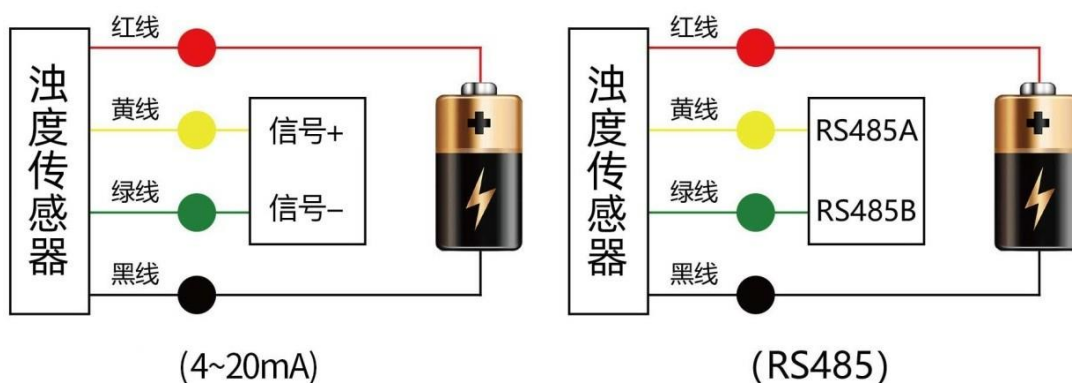 浊度传感器
红线
黄线
信号+
绿线
信号−
黑线
(4~20mA)
浊度传感器
红线
黄线
RS485A
绿线
RS485B
黑线
(RS485)